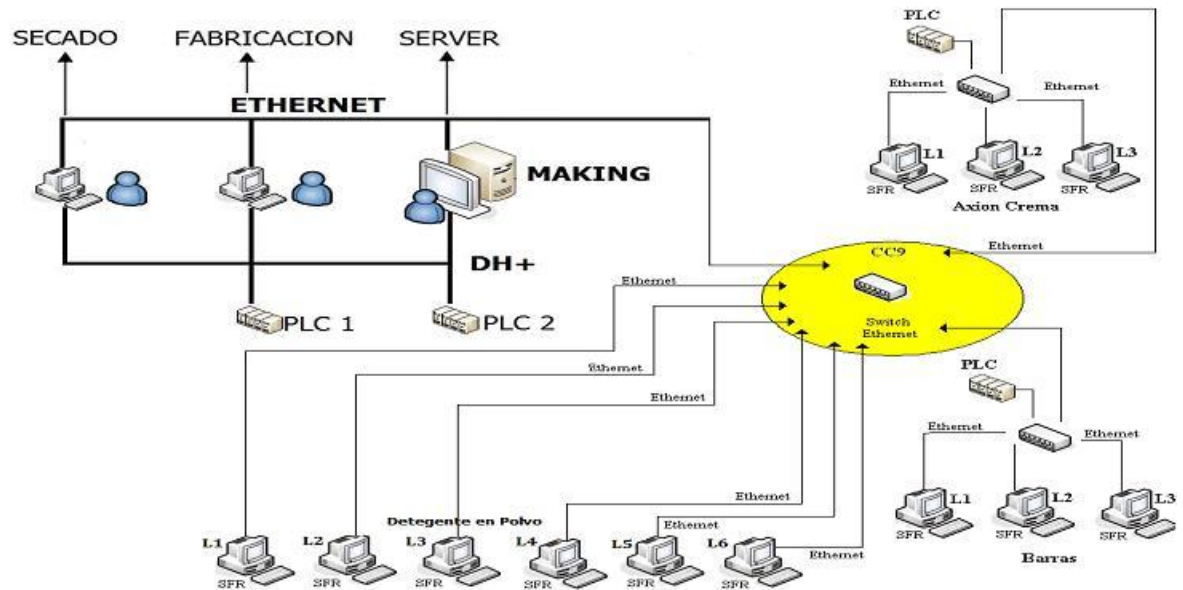 SECADO
FABRICACION
SERVER
ETHERNET
MAKING
DH+
PLC 1
PLC 2
PLC
Ethernet
Ethernet
L1
L2
L3
SFR
SFR
SFR
Axion Crema
Ethernet
CC9
Switch
Ethernet
Ethernet
Ethernet
Ethernet
Ethernet
Ethernet
Ethernet
Detegente en Polvo
L1
L2
L3
L4
L5
L6
SFR
SFR
SFR
SFR
SFR
SFR
PLC
Ethernet
Ethernet
L1
L2
L3
SFR
SFR
SFR
Barras